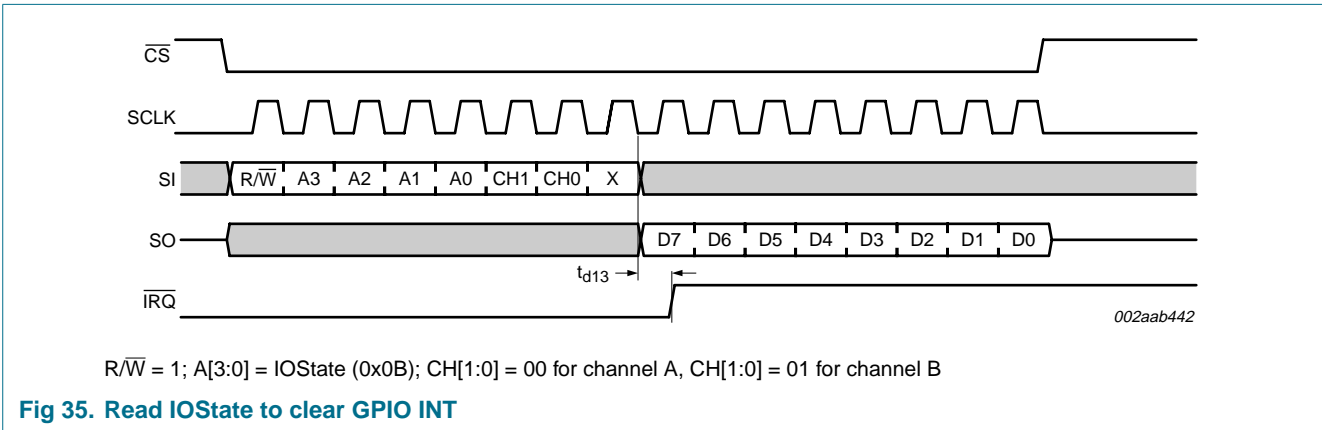 C̅S̅
SCLK
SI R/W̅ A3 A2 A1 A0 CH1 CH0 X
SO D7 D6 D5 D4 D3 D2 D1 D0
td13
I̅R̅Q̅
002aab442
R/W̅ = 1; A[3:0] = IOState (0x0B); CH[1:0] = 00 for channel A, CH[1:0] = 01 for channel B
Fig 35. Read IOState to clear GPIO INT